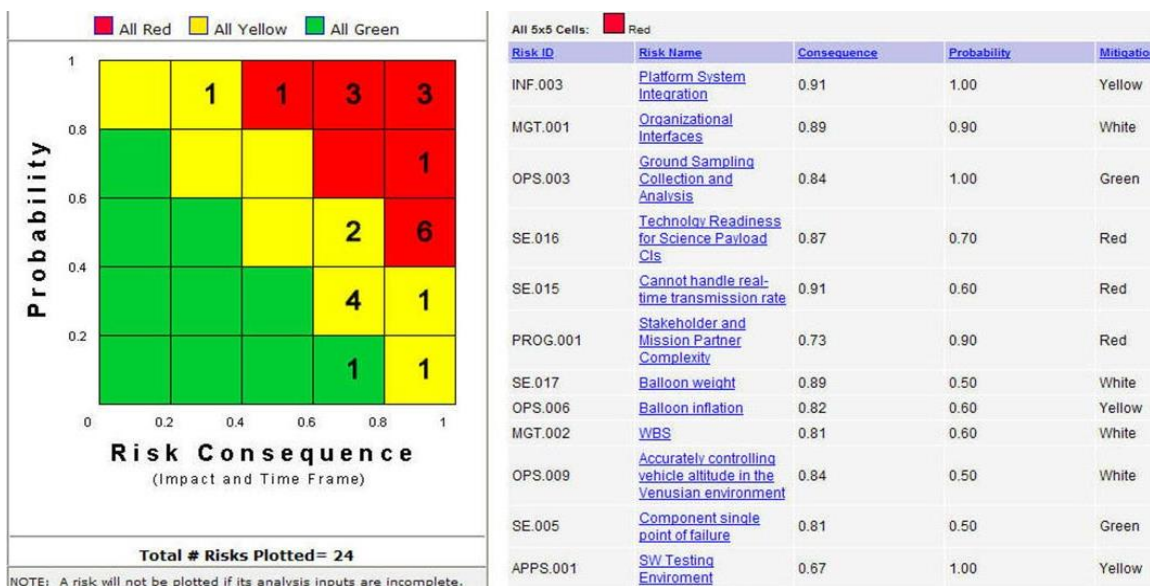 All Red All Yellow All Green
1
1 1 3 3
0.8
1
0.6
2 6
0.4
4 1
0.2
1 1
0 0.2 0.4 0.6 0.8 1
Probability
Risk Consequence
(Impact and Time Frame)
Total # Risks Plotted= 24
NOTE: A risk will not be plotted if its analysis inputs are incomplete.
All 5x5 Cells: Red
Risk ID Risk Name Consequence Probability Mitigatio
INF.003 Platform System 0.91 1.00 Yellow
Integration
MGT.001 Organizational 0.89 0.90 White
Interfaces
OPS.003 Ground Sampling 0.84 1.00 Green
Collection and
Analysis
SE.016 Technolgy Readiness 0.87 0.70 Red
for Science Payload
CIs
SE.015 Cannot handle real- 0.91 0.60 Red
time transmission rate
PROG.001 Stakeholder and 0.73 0.90 Red
Mission Partner
Complexity
SE.017 Balloon weight 0.89 0.50 White
OPS.006 Balloon inflation 0.82 0.60 Yellow
MGT.002 WBS 0.81 0.60 White
OPS.009 Accurately controlling 0.84 0.50 White
vehicle altitude in the
Venusian environment
SE.005 Component single 0.81 0.50 Green
point of failure
APPS.001 SW Testing 0.67 1.00 Yellow
Enviroment